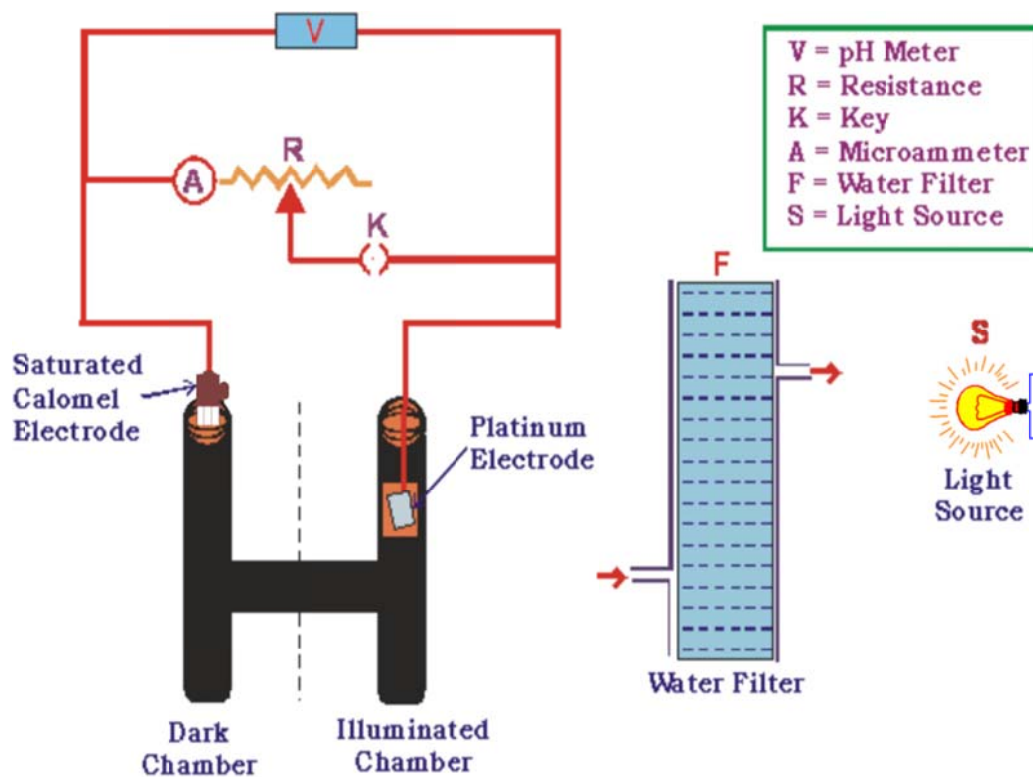 V
V = pH Meter
R = Resistance
K = Key
A = Microammeter
F = Water Filter
S = Light Source
R
A
K
F
S
Saturated
Calomel
Electrode
Platinum
Electrode
Light
Source
Water Filter
Dark
Chamber
Illuminated
Chamber